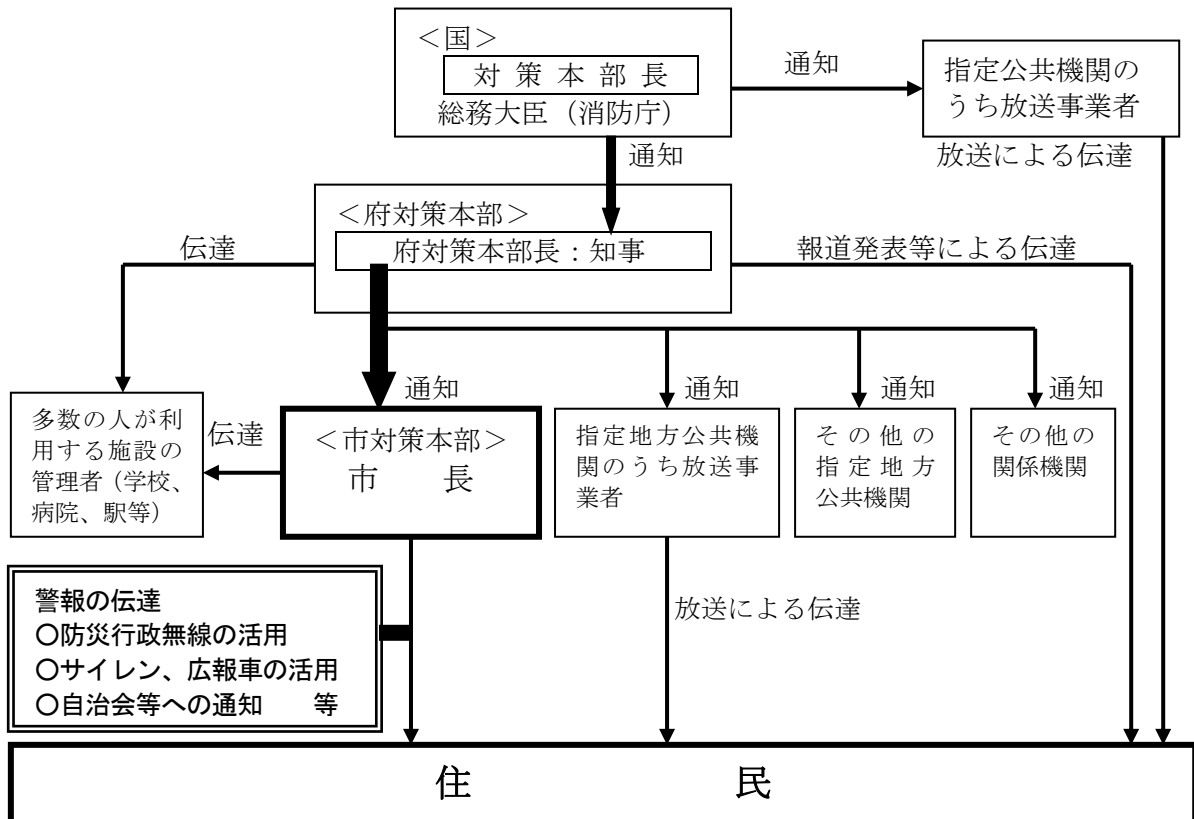 ＜国＞
対 策 本 部 長
総務大臣（消防庁）
通知
指定公共機関の
うち放送事業者
放送による伝達
通知
＜府対策本部＞
府対策本部長：知事
伝達
報道発表等による伝達
通知
通知
通知
通知
多数の人が利
用する施設の
管理者（学校、
病院、駅等）
伝達
＜市対策本部＞
市　　長
指定地方公共機
関のうち放送事
業者
その他の
指定地方
公共機関
その他の
関係機関
警報の伝達
○防災行政無線の活用
○サイレン、広報車の活用
○自治会等への通知　　等
放送による伝達
住　　　　　　　　民